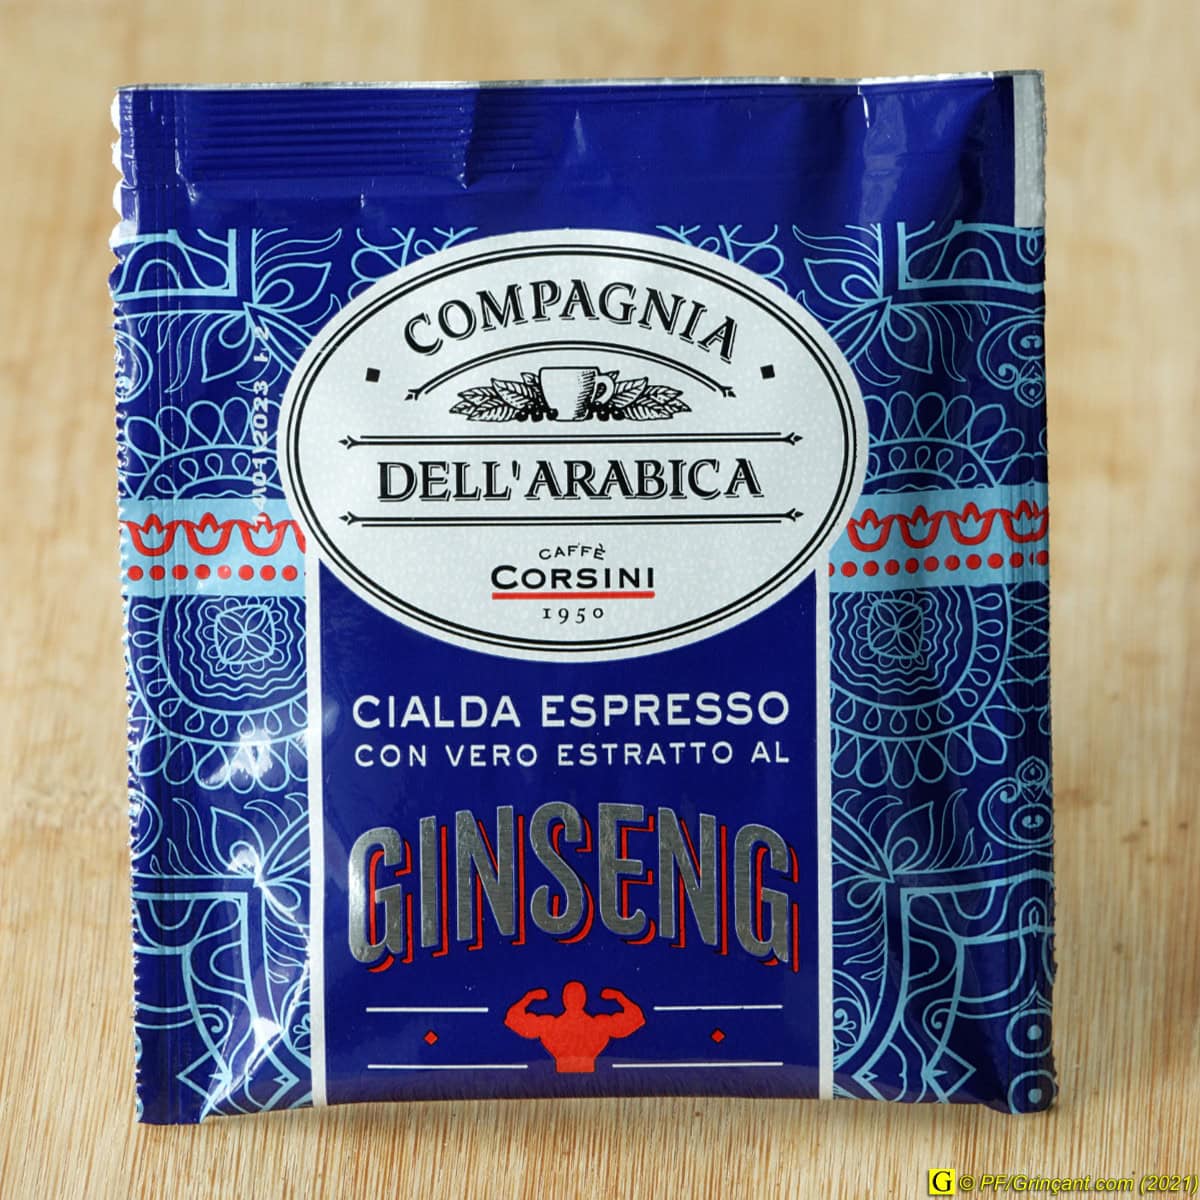 COMPAGNIA
DELL'ARABICA
CAFFÈ
CORSINI
1950
CIALDA ESPRESSO
CON VERO ESTRATTO AL
GINSENG
G © PF/Grinçant.com (2021)